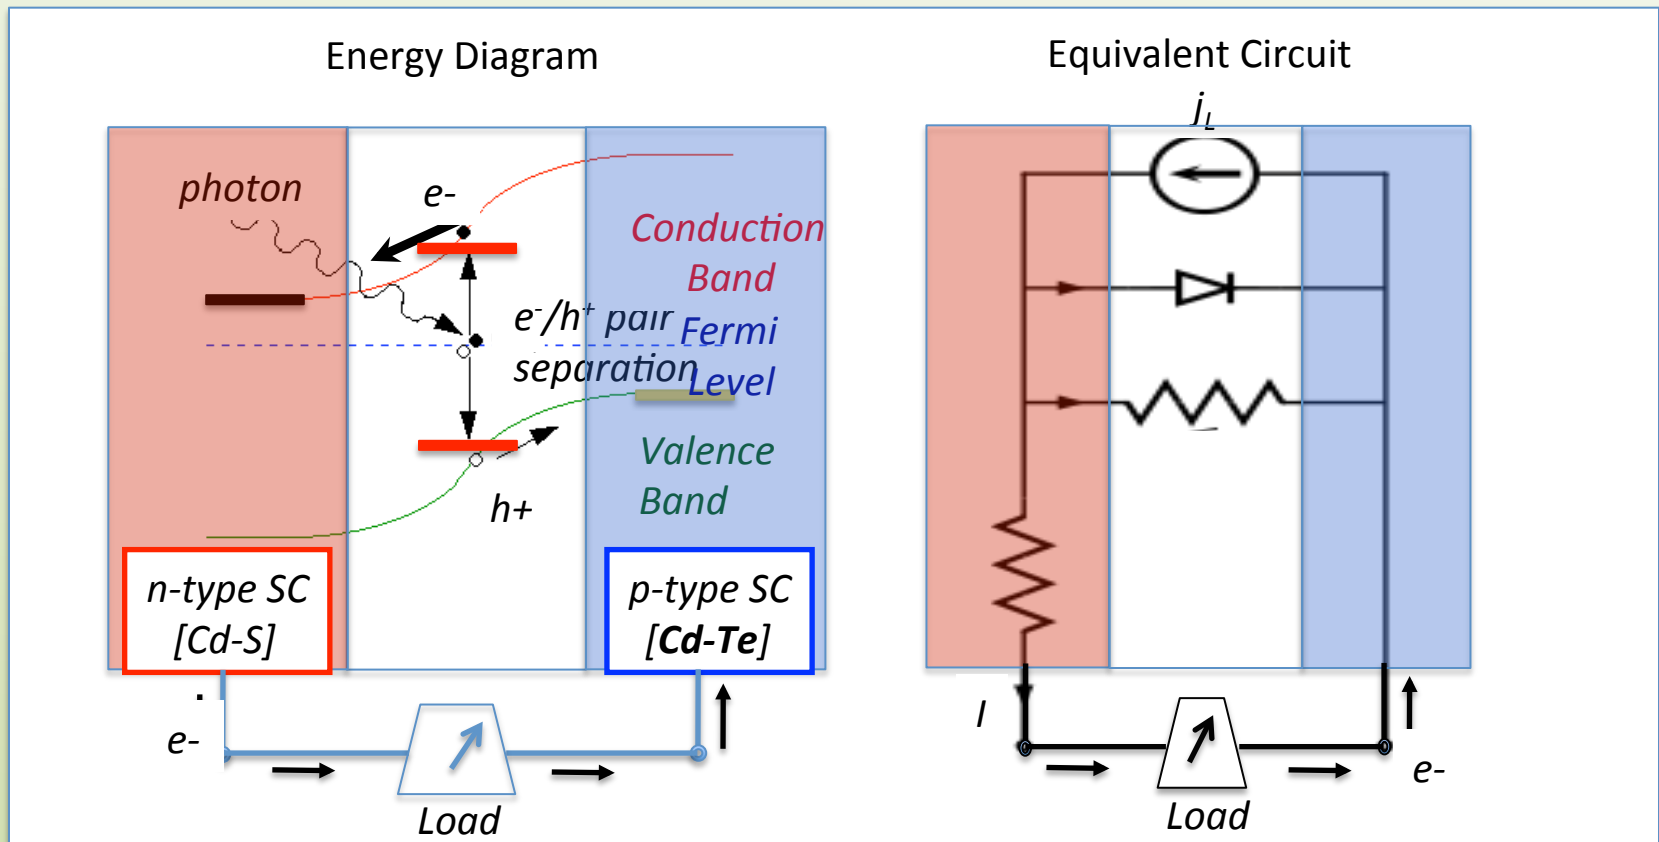 Energy Diagram
Equivalent Circuit
photon
e-
Conduction
Band
e⁻/h⁺ pair
separation
Fermi
Level
Valence
Band
h+
n-type SC
[Cd-S]
p-type SC
[Cd-Te]
e-
Load
j_L
I
e-
Load